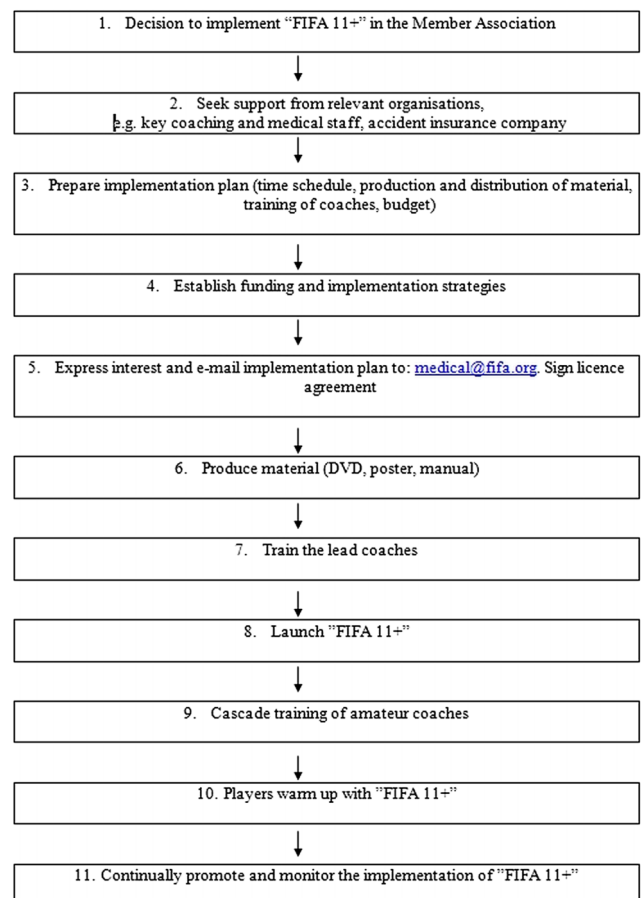 1. Decision to implement “FIFA 11+” in the Member Association
2. Seek support from relevant organisations,
e.g. key coaching and medical staff, accident insurance company
3. Prepare implementation plan (time schedule, production and distribution of material,
training of coaches, budget)
4. Establish funding and implementation strategies
5. Express interest and e-mail implementation plan to: medical@fifa.org. Sign licence
agreement
6. Produce material (DVD, poster, manual)
7. Train the lead coaches
8. Launch ”FIFA 11+”
9. Cascade training of amateur coaches
10. Players warm up with ”FIFA 11+”
11. Continually promote and monitor the implementation of ”FIFA 11+”